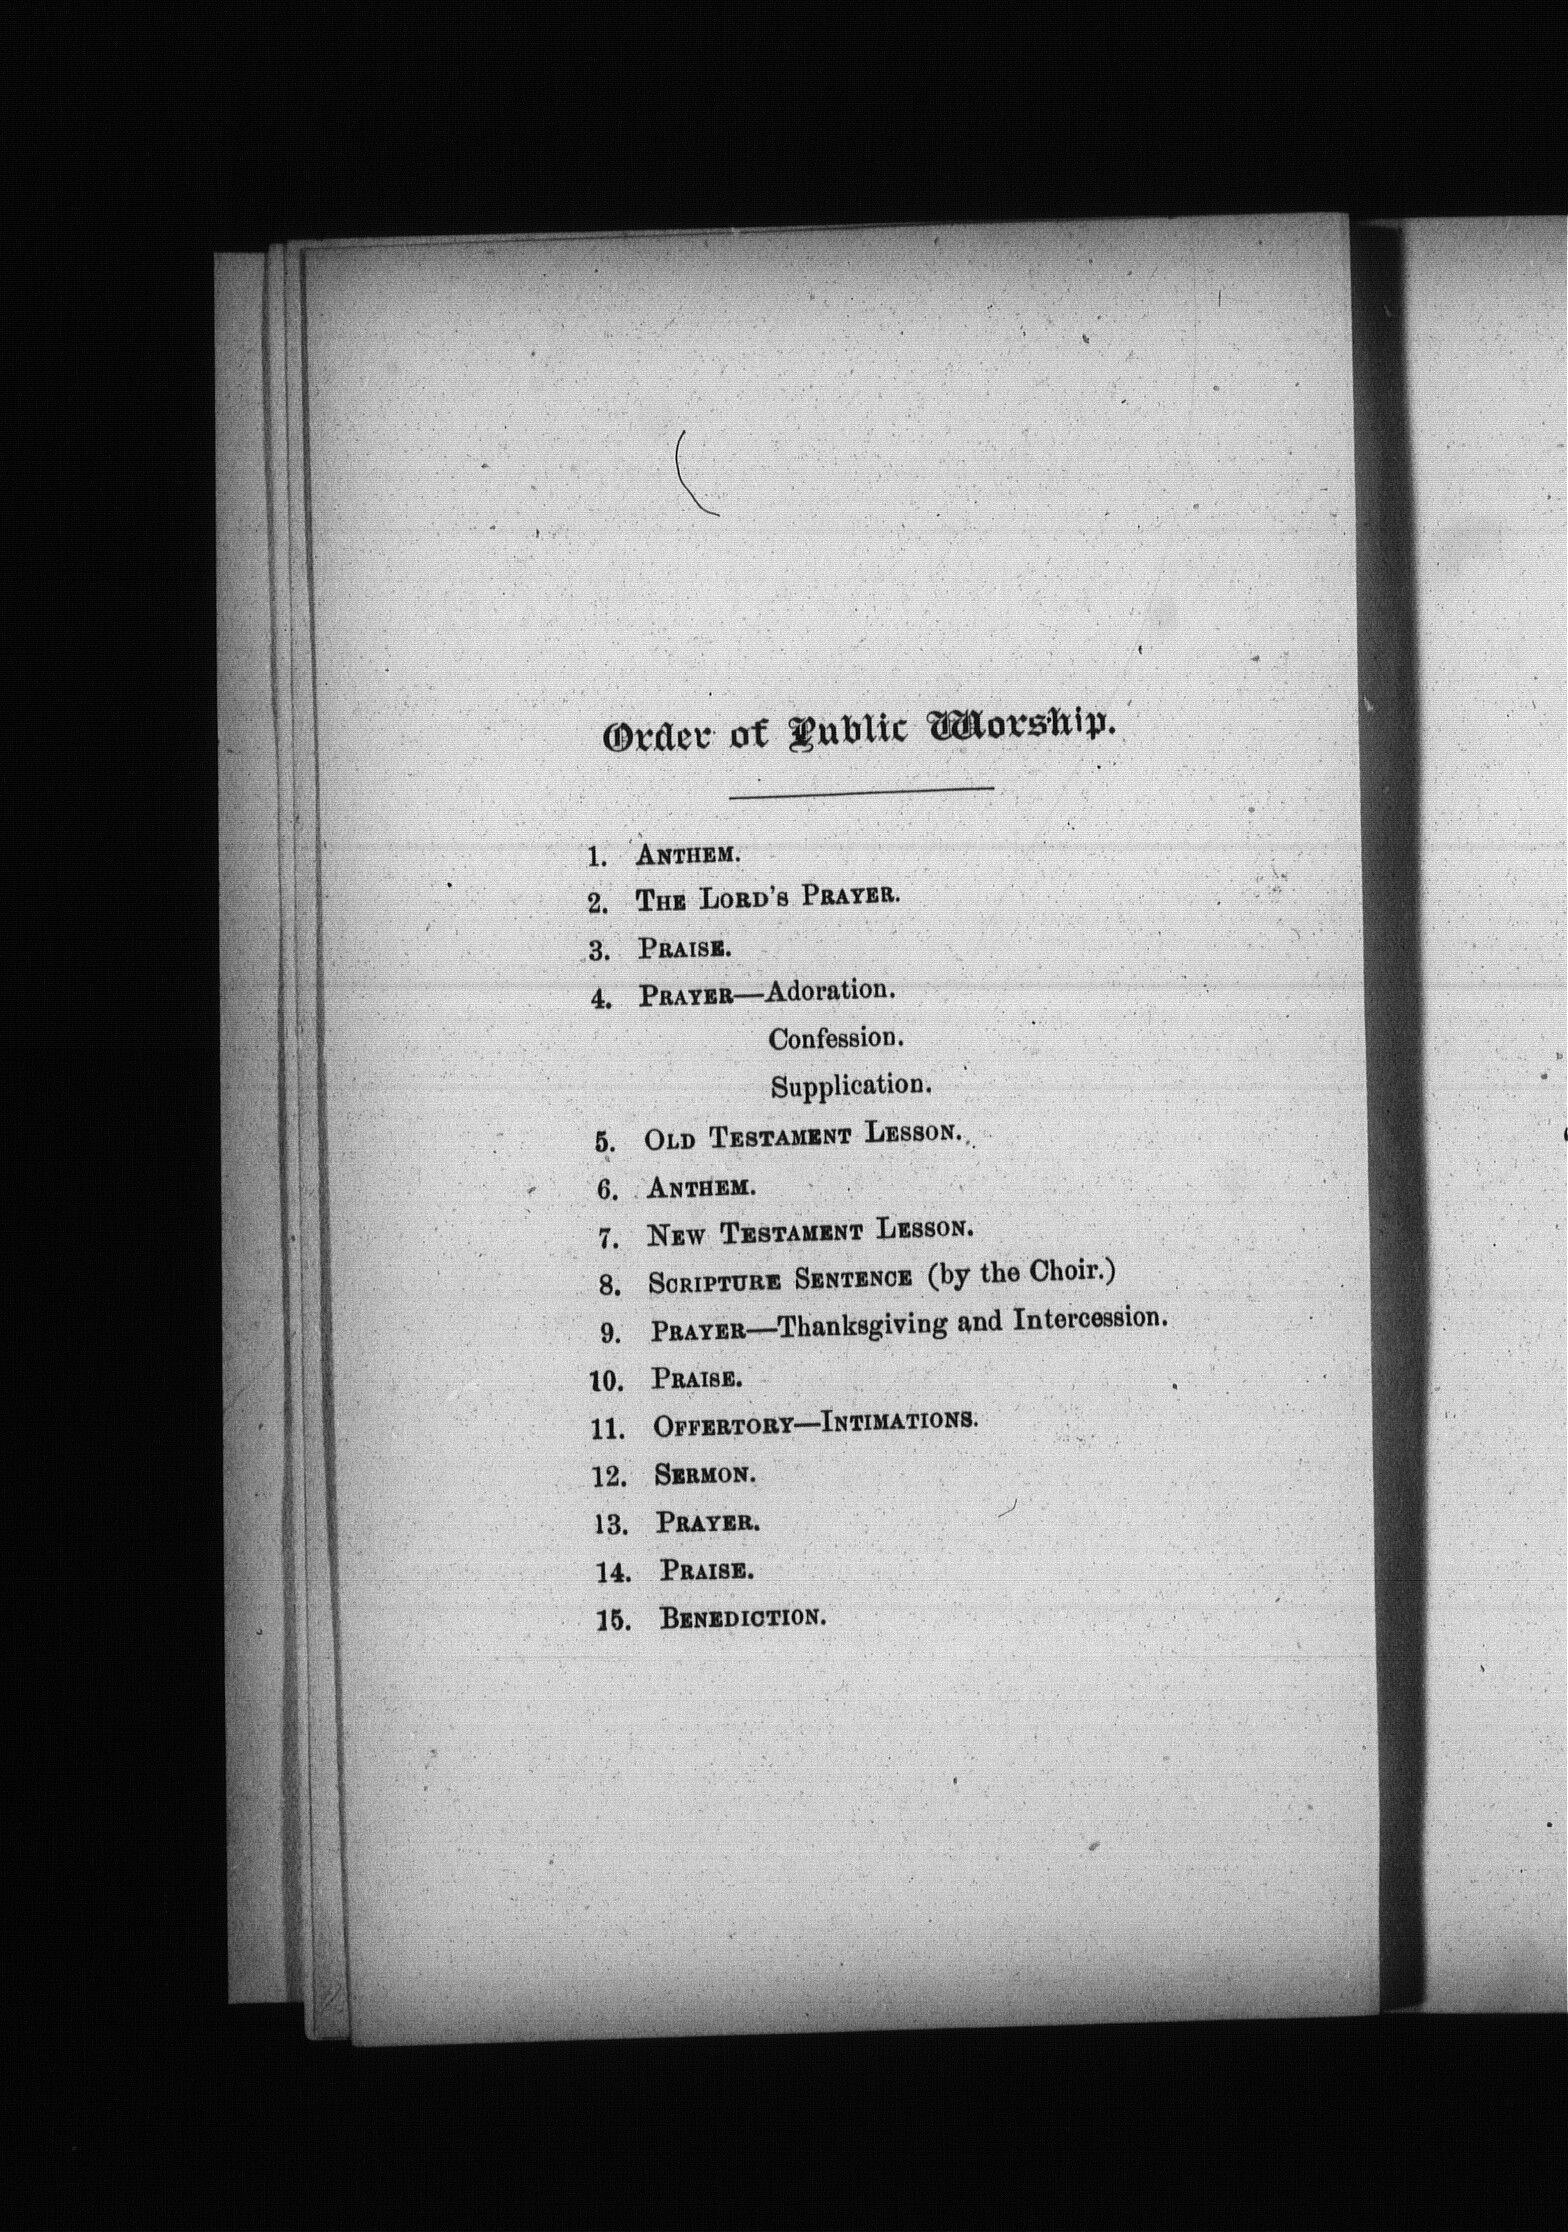 Order of Public Worship.
1. ANTHEM.
2. THE LORD'S PRAYER.
3. PRAISE.
4. PRAYER—Adoration.
Confession.
Supplication.
5. OLD TESTAMENT LESSON.
6. ANTHEM.
7. NEW TESTAMENT LESSON.
8. SCRIPTURE SENTENCE (by the Choir.)
9. PRAYER—Thanksgiving and Intercession.
10. PRAISE.
11. OFFERTORY—INTIMATIONS.
12. SERMON.
13. PRAYER.
14. PRAISE.
15. BENEDICTION.